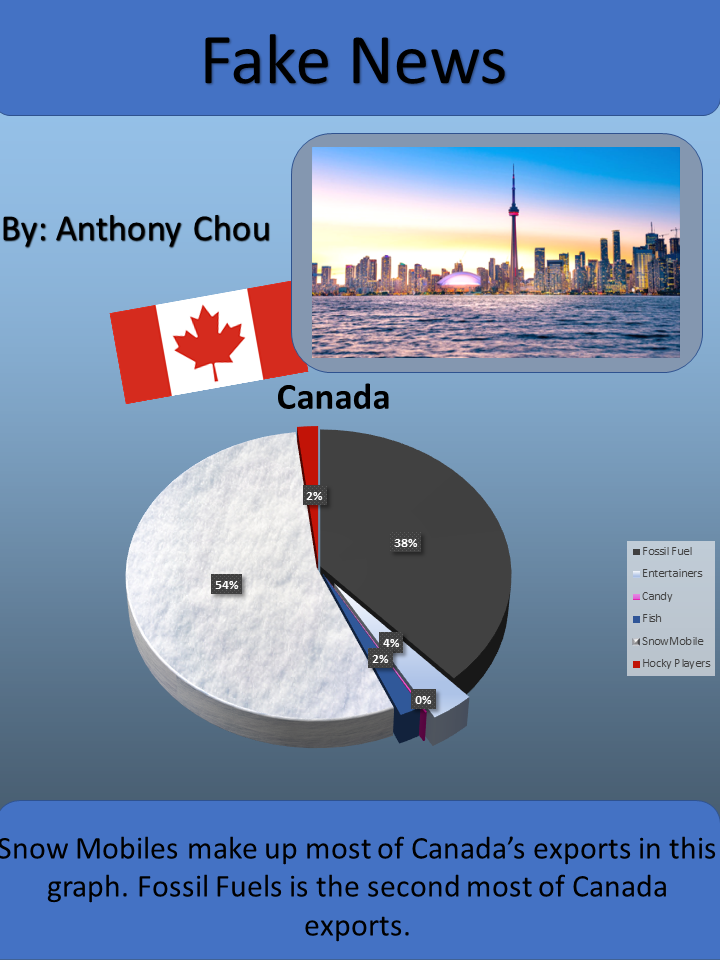 Fake News
By: Anthony Chou
Canada
2%
38%
54%
4%
2%
0%
Fossil Fuel
Entertainers
Candy
Fish
SnowMobile
Hocky Players
Snow Mobiles make up most of Canada’s exports in this
graph. Fossil Fuels is the second most of Canada
exports.